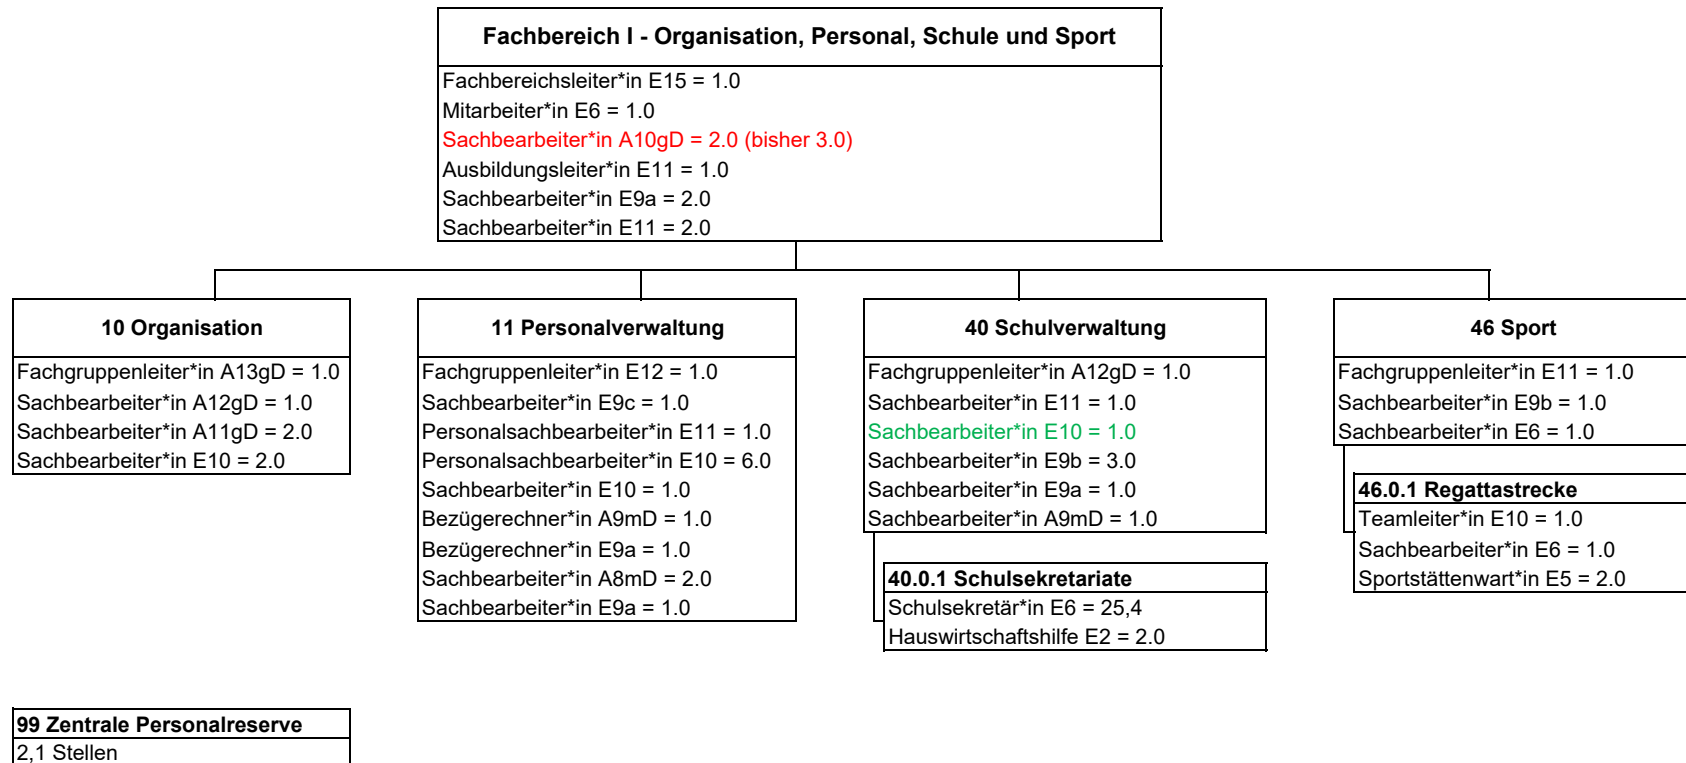 Fachbereich I - Organisation, Personal, Schule und Sport
Fachbereichsleiter*in E15 = 1.0
Mitarbeiter*in E6 = 1.0
Sachbearbeiter*in A10gD = 2.0 (bisher 3.0)
Ausbildungsleiter*in E11 = 1.0
Sachbearbeiter*in E9a = 2.0
Sachbearbeiter*in E11 = 2.0
10 Organisation
Fachgruppenleiter*in A13gD = 1.0
Sachbearbeiter*in A12gD = 1.0
Sachbearbeiter*in A11gD = 2.0
Sachbearbeiter*in E10 = 2.0
11 Personalverwaltung
Fachgruppenleiter*in E12 = 1.0
Sachbearbeiter*in E9c = 1.0
Personalsachbearbeiter*in E11 = 1.0
Personalsachbearbeiter*in E10 = 6.0
Sachbearbeiter*in E10 = 1.0
Bezügerechner*in A9mD = 1.0
Bezügerechner*in E9a = 1.0
Sachbearbeiter*in A8mD = 2.0
Sachbearbeiter*in E9a = 1.0
40 Schulverwaltung
Fachgruppenleiter*in A12gD = 1.0
Sachbearbeiter*in E11 = 1.0
Sachbearbeiter*in E10 = 1.0
Sachbearbeiter*in E9b = 3.0
Sachbearbeiter*in E9a = 1.0
Sachbearbeiter*in A9mD = 1.0
40.0.1 Schulsekretariate
Schulsekretär*in E6 = 25,4
Hauswirtschaftshilfe E2 = 2.0
46 Sport
Fachgruppenleiter*in E11 = 1.0
Sachbearbeiter*in E9b = 1.0
Sachbearbeiter*in E6 = 1.0
46.0.1 Regattastrecke
Teamleiter*in E10 = 1.0
Sachbearbeiter*in E6 = 1.0
Sportstättenwart*in E5 = 2.0
99 Zentrale Personalreserve
2,1 Stellen